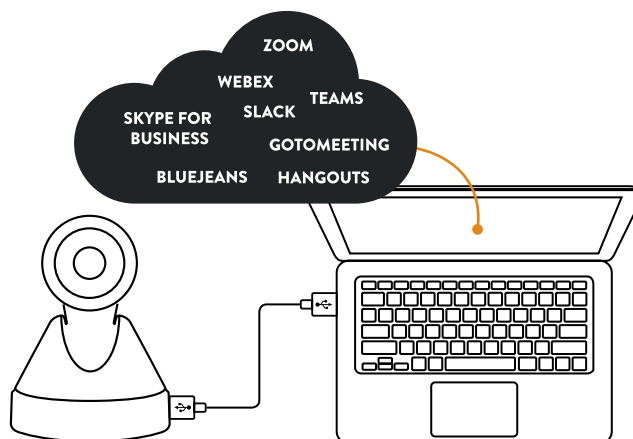 ZOOM
WEBEX
TEAMS
SLACK
SKYPE FOR
BUSINESS
GOTOMEETING
BLUEJEANS
HANGOUTS